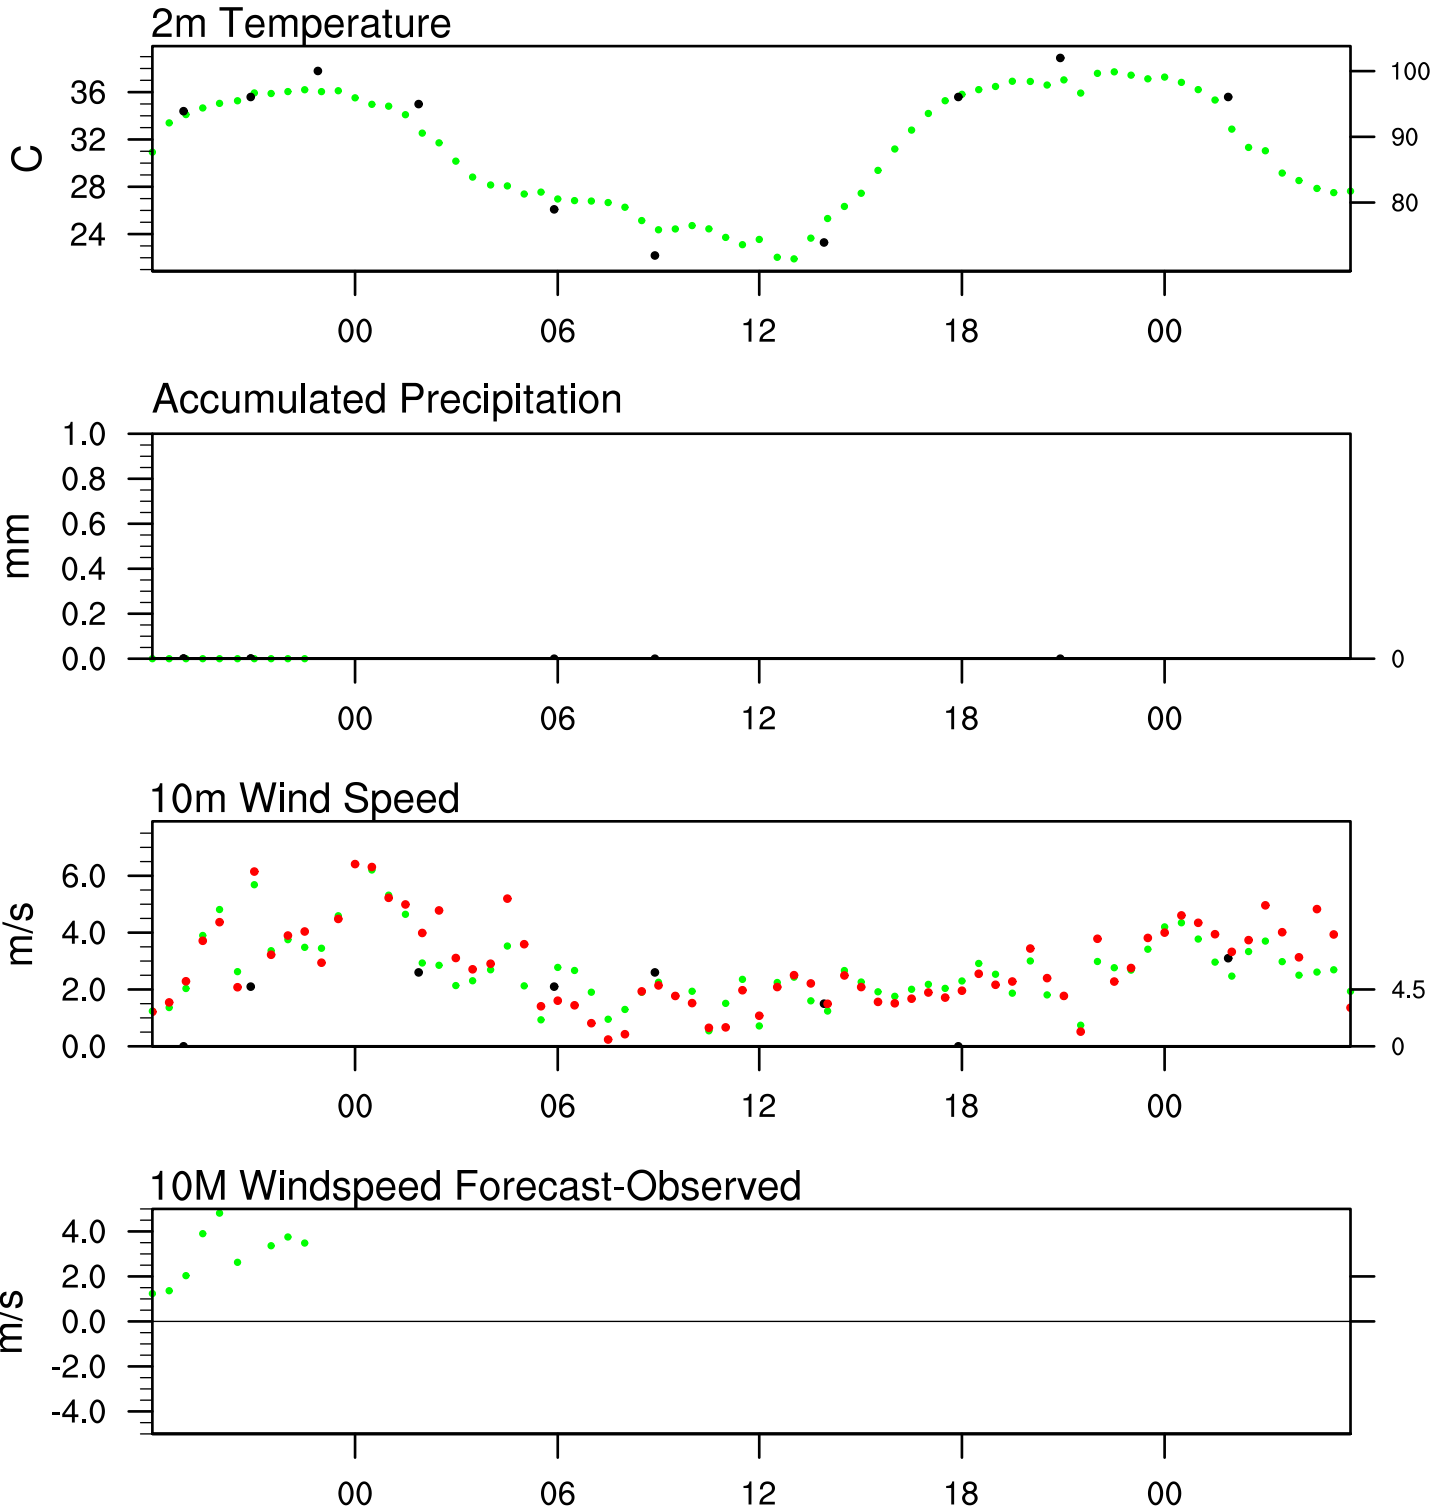 2m Temperature
36
32
28
24
C
100
90
80
00 06 12 18 00
Accumulated Precipitation
1.0
0.8
0.6
0.4
0.2
0.0
mm
0
00 06 12 18 00
10m Wind Speed
6.0
4.0
2.0
0.0
m/s
4.5
0
00 06 12 18 00
10M Windspeed Forecast-Observed
4.0
2.0
0.0
-2.0
-4.0
m/s
00 06 12 18 00